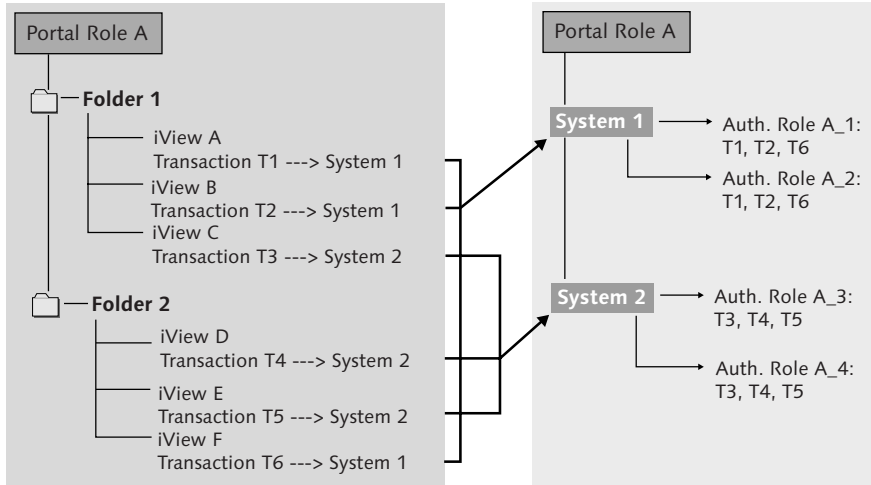 Portal Role A
Folder 1
iView A
Transaction T1 ---> System 1
iView B
Transaction T2 ---> System 1
iView C
Transaction T3 ---> System 2
Folder 2
iView D
Transaction T4 ---> System 2
iView E
Transaction T5 ---> System 2
iView F
Transaction T6 ---> System 1
Portal Role A
System 1
Auth. Role A_1:
T1, T2, T6
Auth. Role A_2:
T1, T2, T6
System 2
Auth. Role A_3:
T3, T4, T5
Auth. Role A_4:
T3, T4, T5